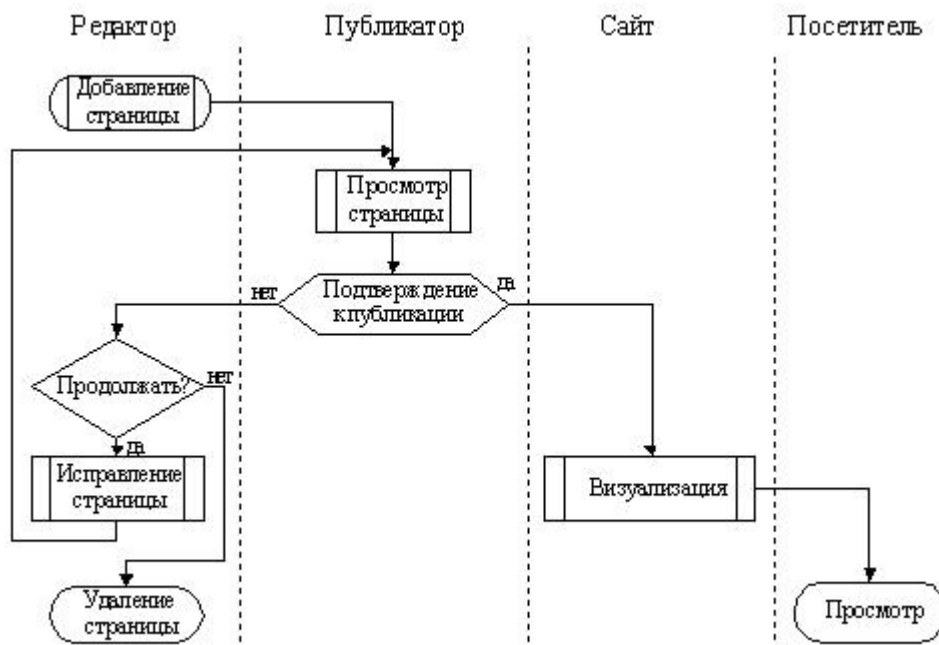 Редактор
Публикатор
Сайт
Посетитель
Добавление
страницы
Просмотр
страницы
нет
Подтверждение
к публикации
да
Продолжать?
нет
да
Исправление
страницы
Визуализация
Удаление
страницы
Просмотр